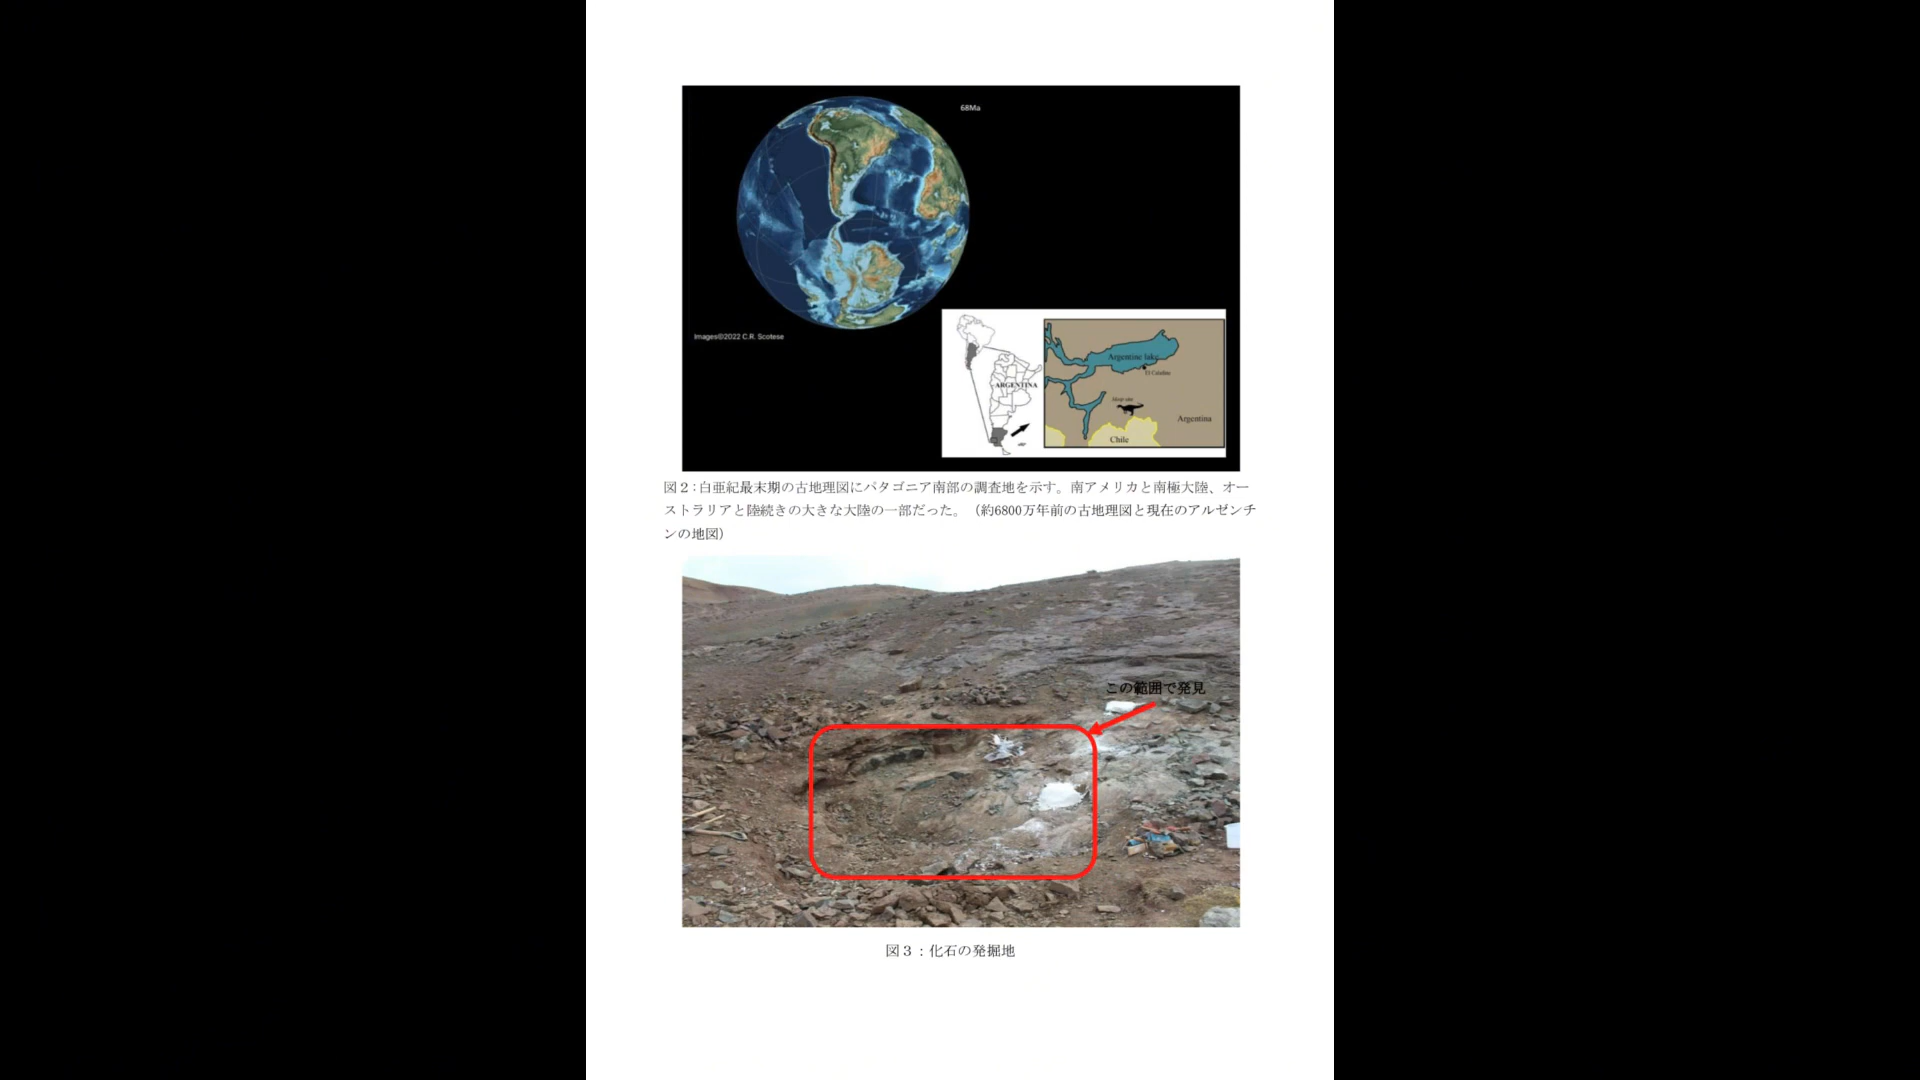 68Ma
Images©2022 C.R. Scotese
ARGENTINA
Argentine lake
El Calafate
Argentina
Chile
図２：白亜紀最末期の古地理図にパタゴニア南部の調査地を示す。南アメリカと南極大陸、オー
ストラリアと陸続きの大きな大陸の一部だった。（約6800万年前の古地理図と現在のアルゼンチ
ンの地図）
この範囲で発見
図３：化石の発掘地